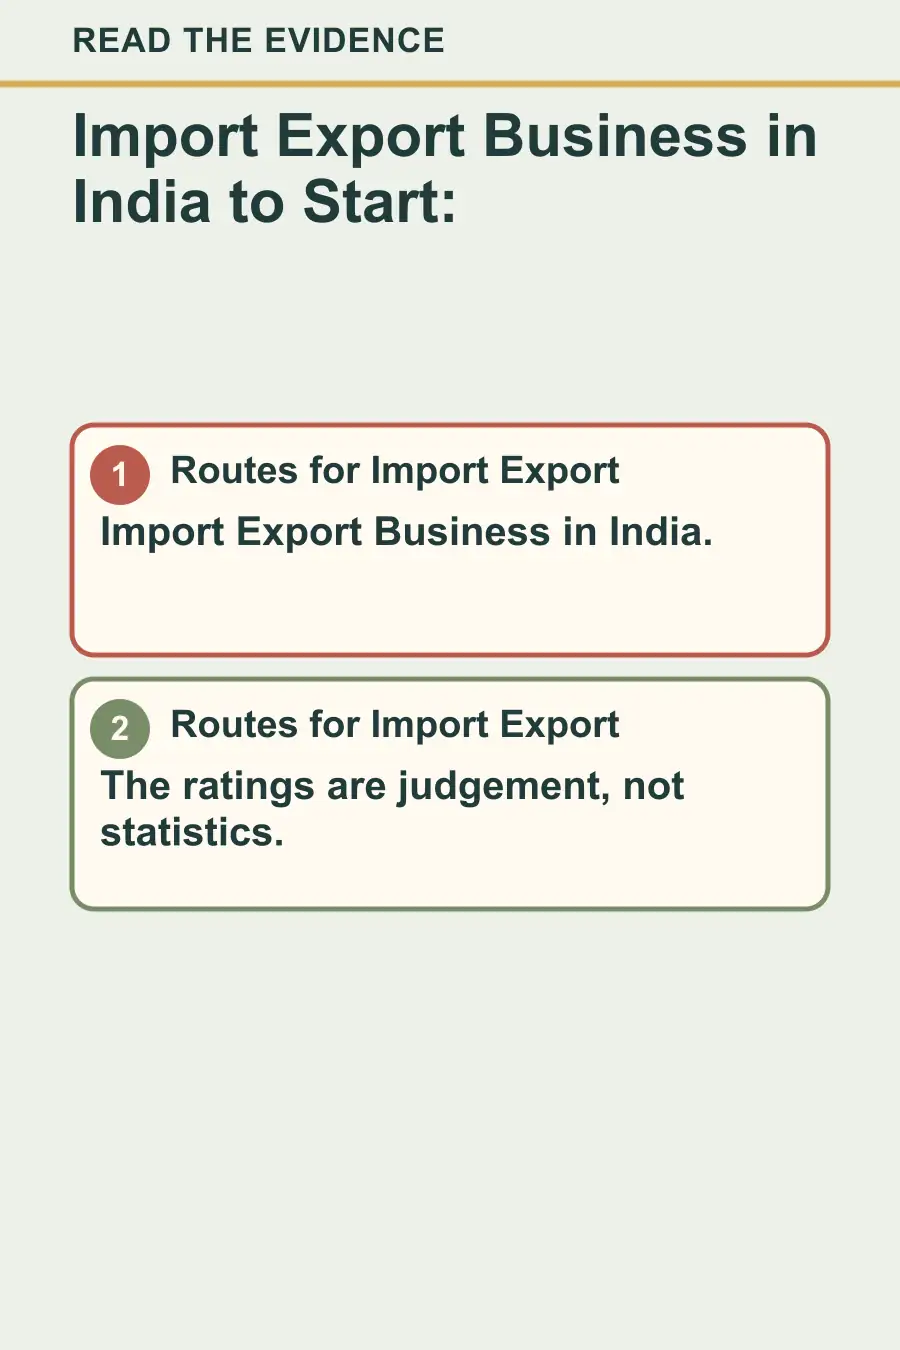 READ THE EVIDENCE
Import Export Business in
India to Start:
1 Routes for Import Export
Import Export Business in India.
2 Routes for Import Export
The ratings are judgement, not
statistics.